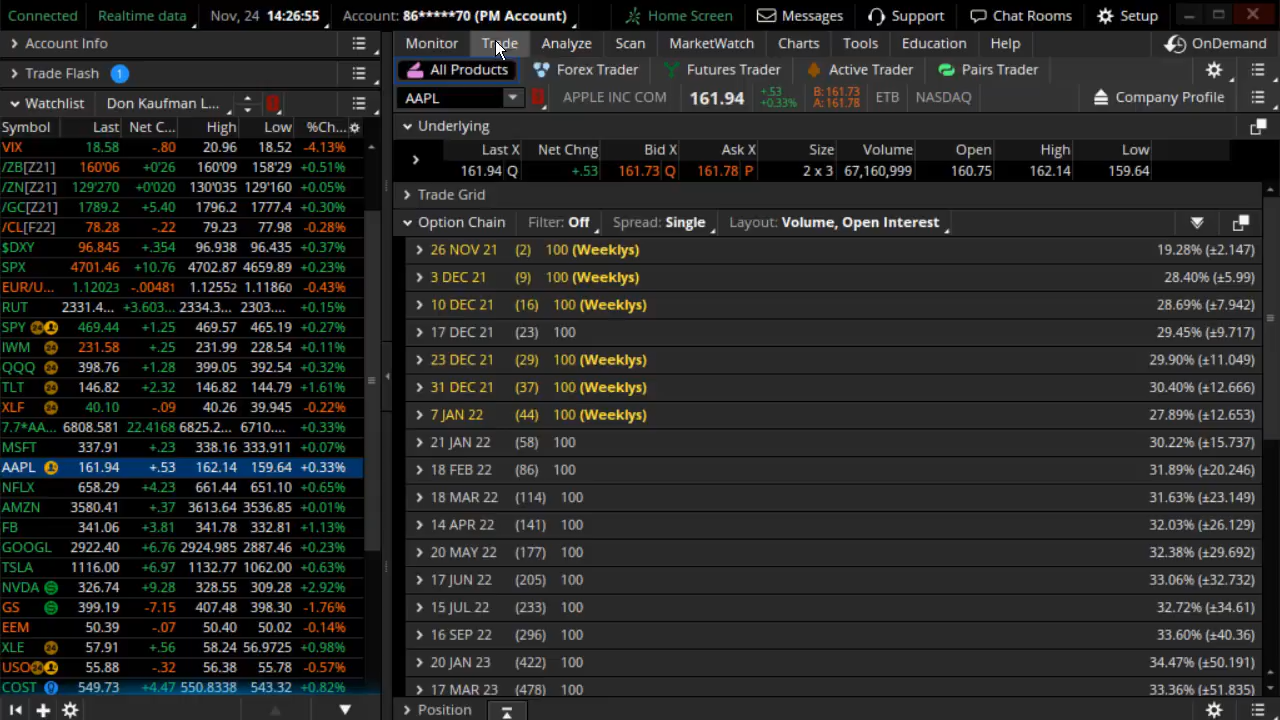 Connected Realtime data Nov, 24 14:26:55 Account: 86*****70 (PM Account) Home Screen Messages Support Chat Rooms Setup
Account Info
Trade Flash 1
Watchlist Don Kaufman L...
Symbol Last Net C... High Low %Ch...
VIX 18.58 -.80 20.96 18.52 -4.13%
/ZB[Z21] 160'06 +0'26 160'09 158'29 +0.51%
/ZN[Z21] 129'270 +0'020 130'035 129'160 +0.05%
/GC[Z21] 1789.2 +5.40 1796.2 1777.4 +0.30%
/CL[F22] 78.28 -.22 79.23 77.98 -0.28%
$DXY 96.845 +.354 96.938 96.435 +0.37%
SPX 4701.46 +10.76 4702.87 4659.89 +0.23%
EUR/U... 1.12023 -.00481 1.12552 1.11860 -0.43%
RUT 2331.4... +3.603... 2334.3... 2303.... +0.15%
SPY 24 469.44 +1.25 469.57 465.19 +0.27%
IWM 24 231.58 +.25 231.99 228.54 +0.11%
QQQ 24 398.76 +1.28 399.05 392.54 +0.32%
TLT 24 146.82 +2.32 146.82 144.79 +1.61%
XLF 24 40.10 -.09 40.26 39.945 -0.22%
7.7*AA... 6808.581 22.4168 6825.2... 6710.... +0.33%
MSFT 337.91 +.23 338.16 333.911 +0.07%
AAPL 161.94 +.53 162.14 159.64 +0.33%
NFLX 658.29 +4.23 661.44 651.10 +0.65%
AMZN 3580.41 +.37 3613.64 3536.85 +0.01%
FB 341.06 +3.81 341.78 332.81 +1.13%
GOOGL 2922.40 +6.76 2924.985 2887.46 +0.23%
TSLA 1116.00 +6.97 1132.77 1062.00 +0.63%
NVDA 326.74 +9.28 328.55 309.28 +2.92%
GS 399.19 -7.15 407.48 398.30 -1.76%
EEM 50.39 -.07 50.40 50.02 -0.14%
XLE 24 57.91 +.56 58.24 56.9725 +0.98%
USO 24 55.88 -.32 56.38 55.78 -0.57%
COST 549.73 +4.47 550.8338 543.32 +0.82%
Monitor Trade Analyze Scan MarketWatch Charts Tools Education Help OnDemand
All Products Forex Trader Futures Trader Active Trader Pairs Trader
AAPL APPLE INC COM 161.94 +.53 +0.33% B: 161.73 A: 161.78 ETB NASDAQ Company Profile
Underlying
Last X Net Chng Bid X Ask X Size Volume Open High Low
161.94 Q +.53 161.73 Q 161.78 P 2 x 3 67,160,999 160.75 162.14 159.64
Trade Grid
Option Chain Filter: Off Spread: Single Layout: Volume, Open Interest
26 NOV 21 (2) 100 (Weeklys) 19.28% (±2.147)
3 DEC 21 (9) 100 (Weeklys) 28.40% (±5.99)
10 DEC 21 (16) 100 (Weeklys) 28.69% (±7.942)
17 DEC 21 (23) 100 29.45% (±9.717)
23 DEC 21 (29) 100 (Weeklys) 29.90% (±11.049)
31 DEC 21 (37) 100 (Weeklys) 30.40% (±12.666)
7 JAN 22 (44) 100 (Weeklys) 27.89% (±12.653)
21 JAN 22 (58) 100 30.22% (±15.737)
18 FEB 22 (86) 100 31.89% (±20.246)
18 MAR 22 (114) 100 31.63% (±23.149)
14 APR 22 (141) 100 32.03% (±26.129)
20 MAY 22 (177) 100 32.38% (±29.692)
17 JUN 22 (205) 100 33.06% (±32.732)
15 JUL 22 (233) 100 32.72% (±34.61)
16 SEP 22 (296) 100 33.60% (±40.36)
20 JAN 23 (422) 100 34.47% (±50.191)
17 MAR 23 (478) 100 33.36% (±51.835)
Position